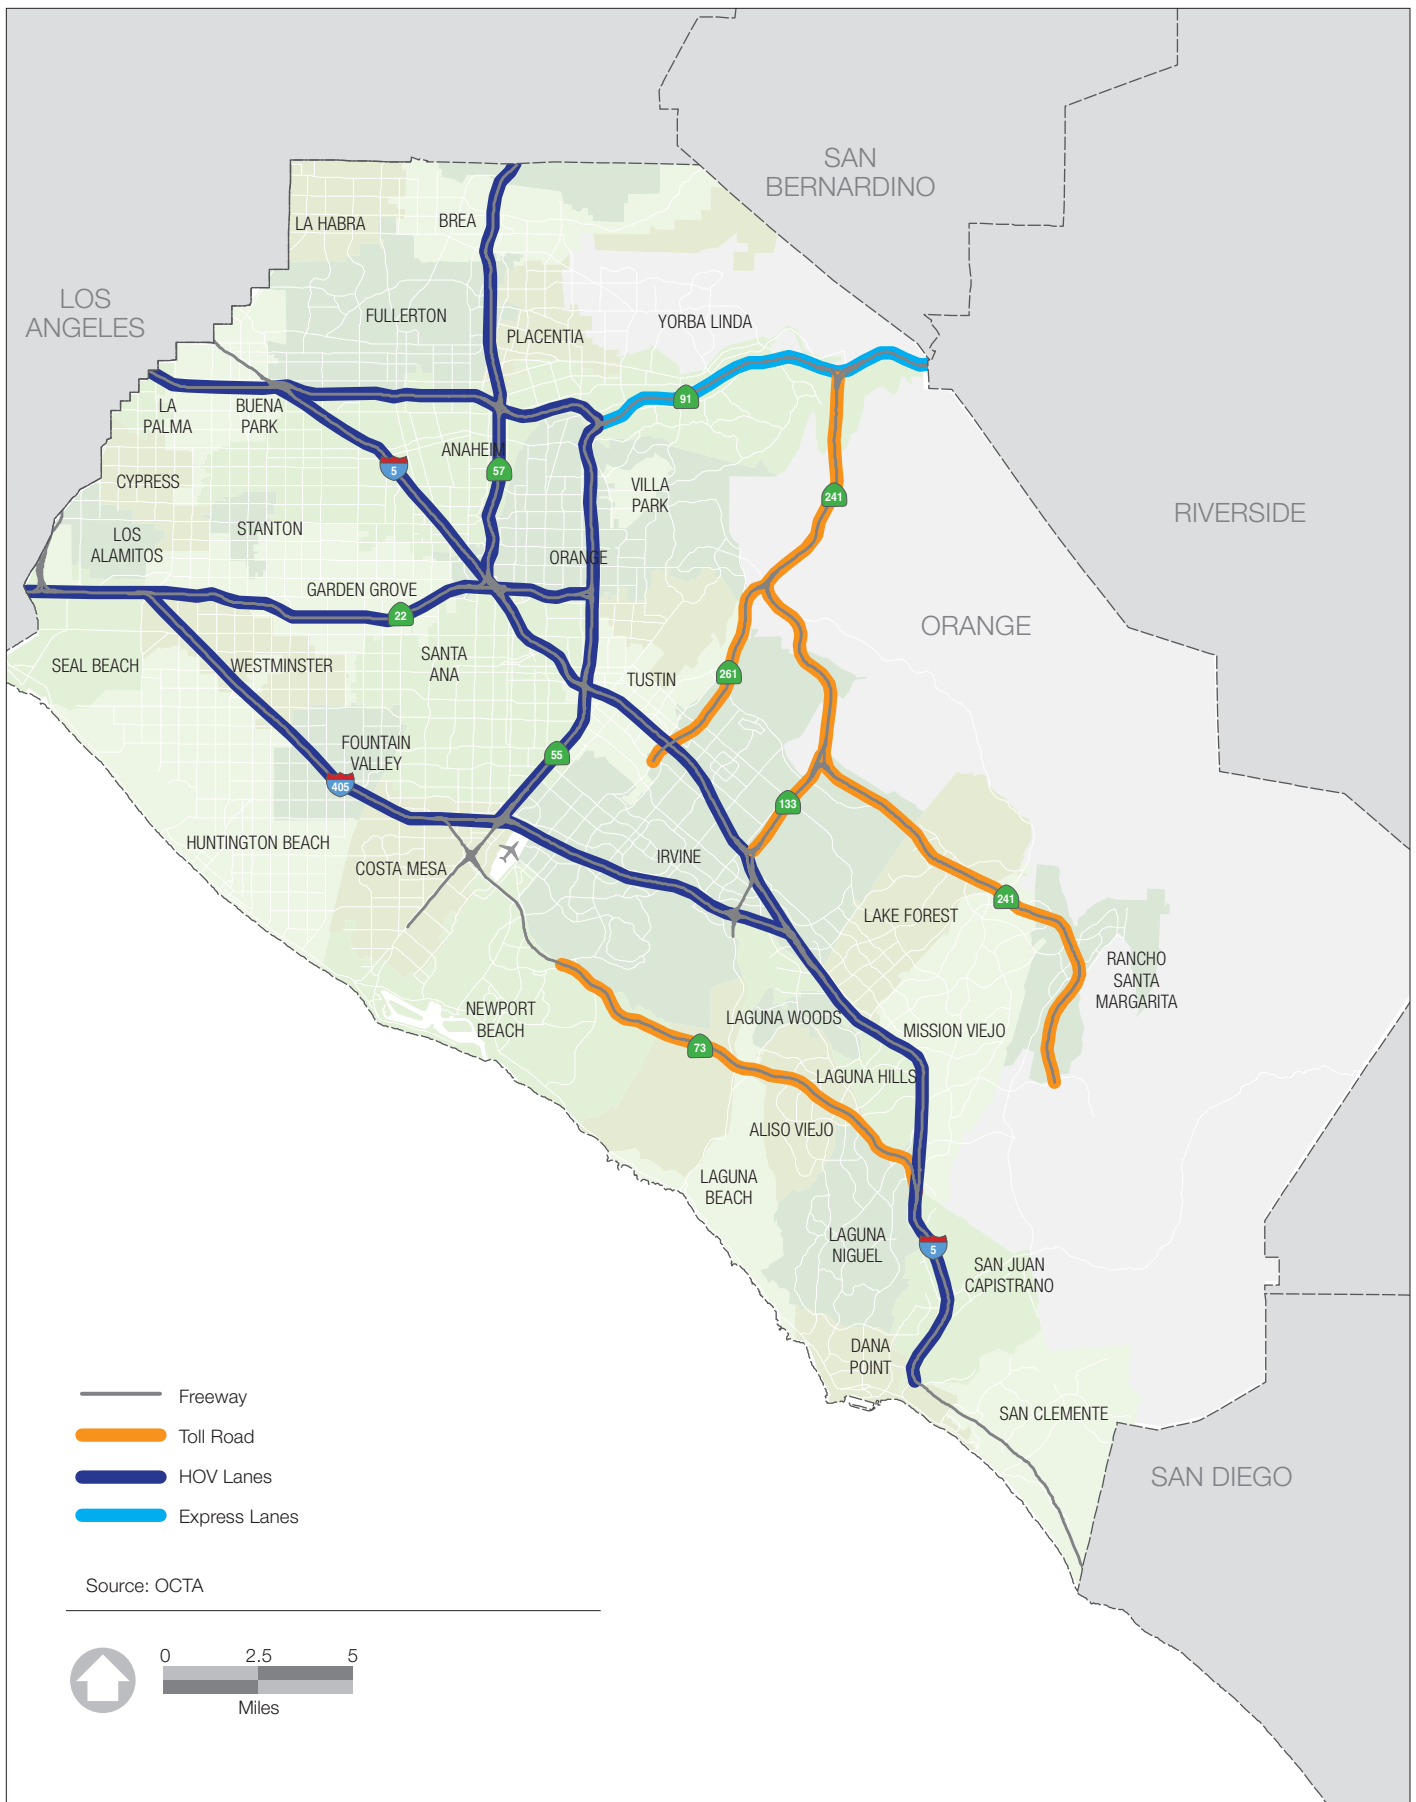 SAN
BERNARDINO
LA HABRA
BREA
LOS
ANGELES
FULLERTON
PLACENTIA
YORBA LINDA
91
LA
PALMA
BUENA
PARK
ANAHEIM
5
57
CYPRESS
VILLA
PARK
241
RIVERSIDE
STANTON
LOS
ALAMITOS
ORANGE
GARDEN GROVE
22
ORANGE
SEAL BEACH
WESTMINSTER
SANTA
ANA
TUSTIN
261
FOUNTAIN
VALLEY
55
405
133
HUNTINGTON BEACH
COSTA MESA
IRVINE
241
LAKE FOREST
RANCHO
SANTA
MARGARITA
NEWPORT
BEACH
LAGUNA WOODS
MISSION VIEJO
73
LAGUNA HILLS
ALISO VIEJO
LAGUNA
BEACH
LAGUNA
NIGUEL
5
SAN JUAN
CAPISTRANO
DANA
POINT
SAN CLEMENTE
SAN DIEGO
Freeway
Toll Road
HOV Lanes
Express Lanes
Source: OCTA
0 2.5 5
Miles